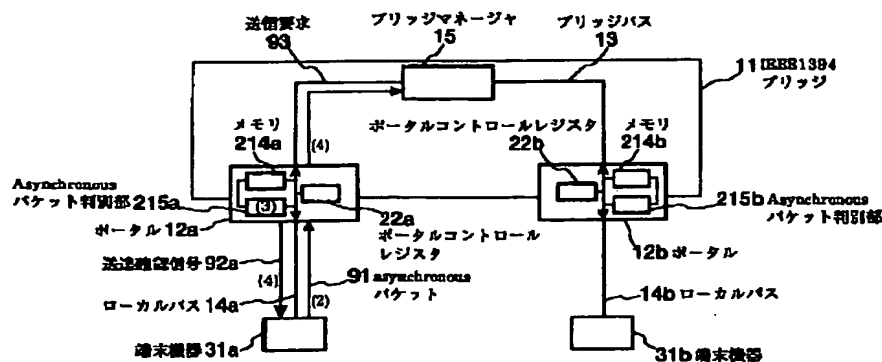 送信要求
93
ブリッジマネージャ
15
ブリッジバス
13
11 IEEE1394
ブリッジ
メモリ
214a
(4)
ポータルコントロールレジスタ
22b
メモリ
214b
Asynchronous
パケット判別部 215a
(3)
ポータル 12a
22a
ポータルコントロール
レジスタ
215b Asynchronous
パケット判別部
12b ポータル
送達確認信号 92a
(4)
91 asynchronous
パケット
ローカルバス 14a
(2)
14b ローカルバス
端末機器 31a
31b 端末機器